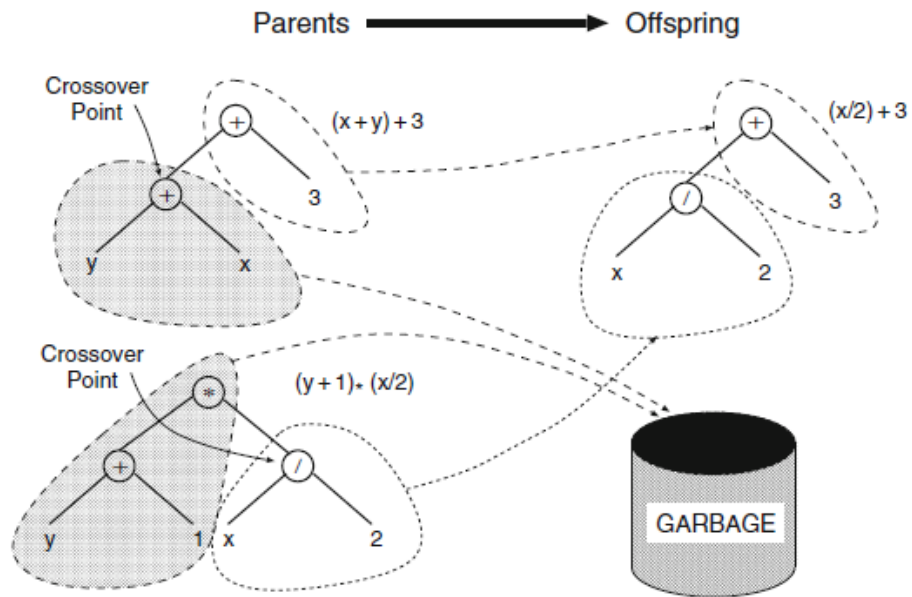 Parents Offspring
Crossover
Point
+
(x + y) + 3
+
3
y
x
+
(x/2) + 3
/
3
x
2
Crossover
Point
*
(y + 1)* (x/2)
+
/
y
1
x
2
GARBAGE